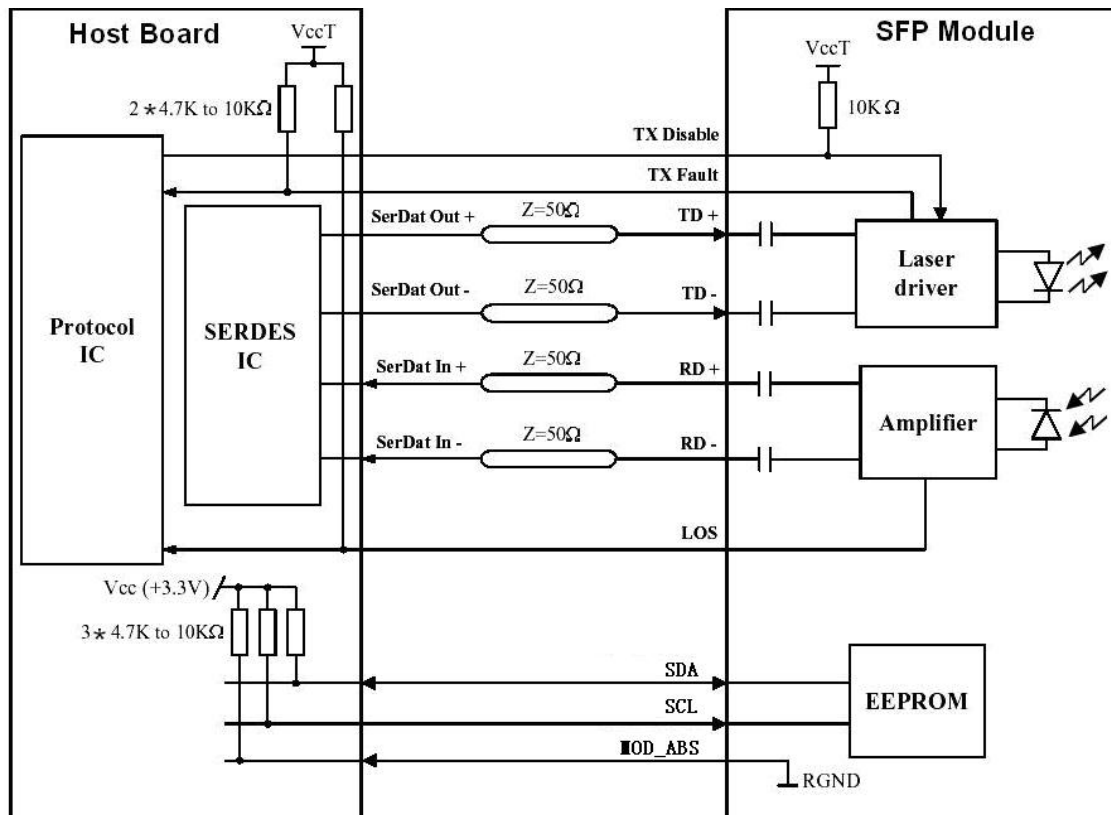 Host Board
SFP Module
VccT
VccT
2*4.7K to 10KΩ
10KΩ
TX Disable
TX Fault
SerDat Out +
Z=50Ω
TD +
SerDat Out -
Z=50Ω
TD -
Laser
driver
Protocol
IC
SERDES
IC
SerDat In +
Z=50Ω
RD +
SerDat In -
Z=50Ω
RD -
Amplifier
LOS
Vcc (+3.3V)
3*4.7K to 10KΩ
SDA
SCL
EEPROM
MOD_ABS
RGND